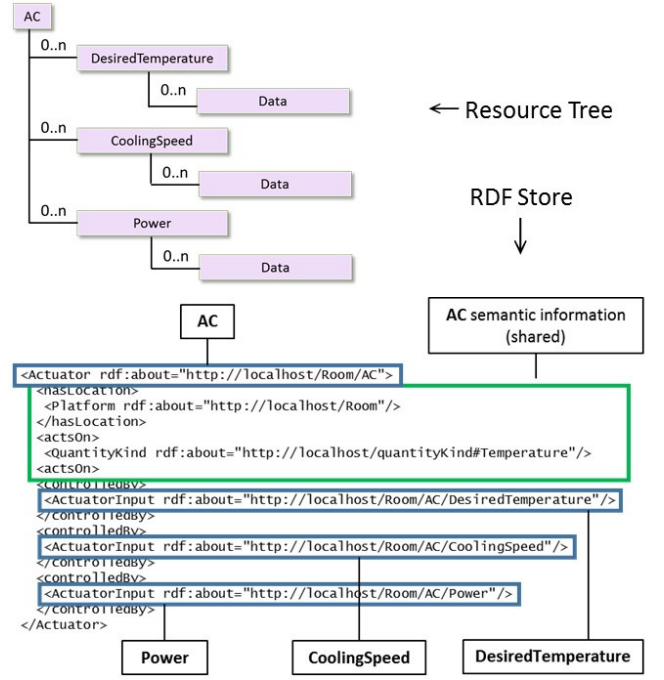 AC
0..n
DesiredTemperature
0..n
Data
← Resource Tree
0..n
CoolingSpeed
0..n
Data
RDF Store
0..n
Power
0..n
Data
AC
AC semantic information
(shared)
<Actuator rdf:about="http://localhost/Room/AC">
<hasLocation>
<Platform rdf:about="http://localhost/Room"/>
</hasLocation>
<actsOn>
<QuantityKind rdf:about="http://localhost/quantityKind#Temperature"/>
<actsOn>
<controlledBy>
<ActuatorInput rdf:about="http://localhost/Room/AC/DesiredTemperature"/>
</controlledBy>
<controlledBy>
<ActuatorInput rdf:about="http://localhost/Room/AC/CoolingSpeed"/>
</controlledBy>
<controlledBy>
<ActuatorInput rdf:about="http://localhost/Room/AC/Power"/>
</controlledBy>
</Actuator>
Power
CoolingSpeed
DesiredTemperature